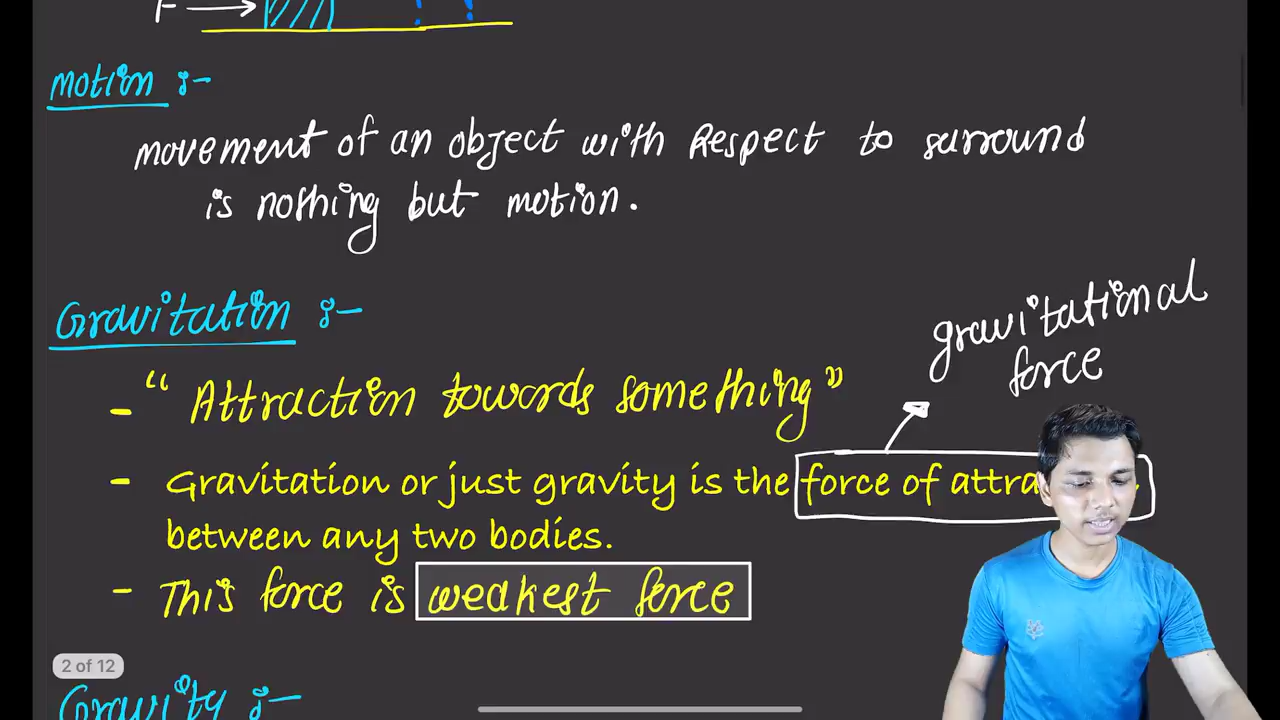 F
motion :-
movement of an object with Respect to surround
is nothing but motion.
Gravitation :-
gravitational
force
- " Attraction towards something"
- Gravitation or just gravity is the force of
between any two bodies.
- This force is weakest force
2 of 12
Gravity :-